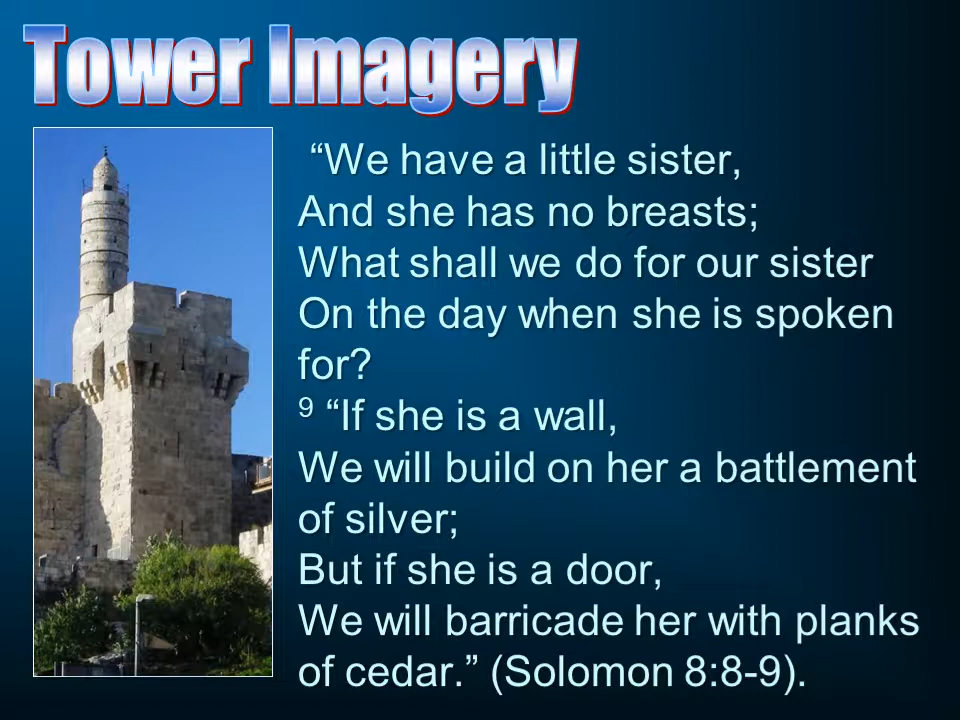 Tower Imagery
“We have a little sister,
And she has no breasts;
What shall we do for our sister
On the day when she is spoken
for?
9 “If she is a wall,
We will build on her a battlement
of silver;
But if she is a door,
We will barricade her with planks
of cedar.” (Solomon 8:8-9).